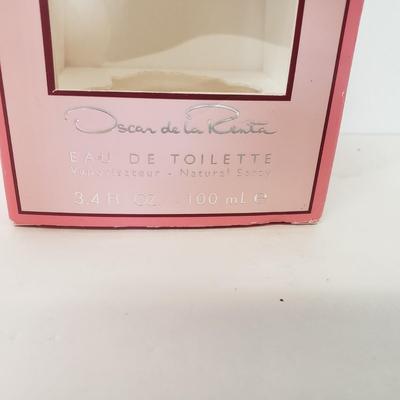 Oscar de la Renta
EAU DE TOILETTE
Vaporisateur - Natural Spray
3.4 Fl. OZ. 100 mL ℮